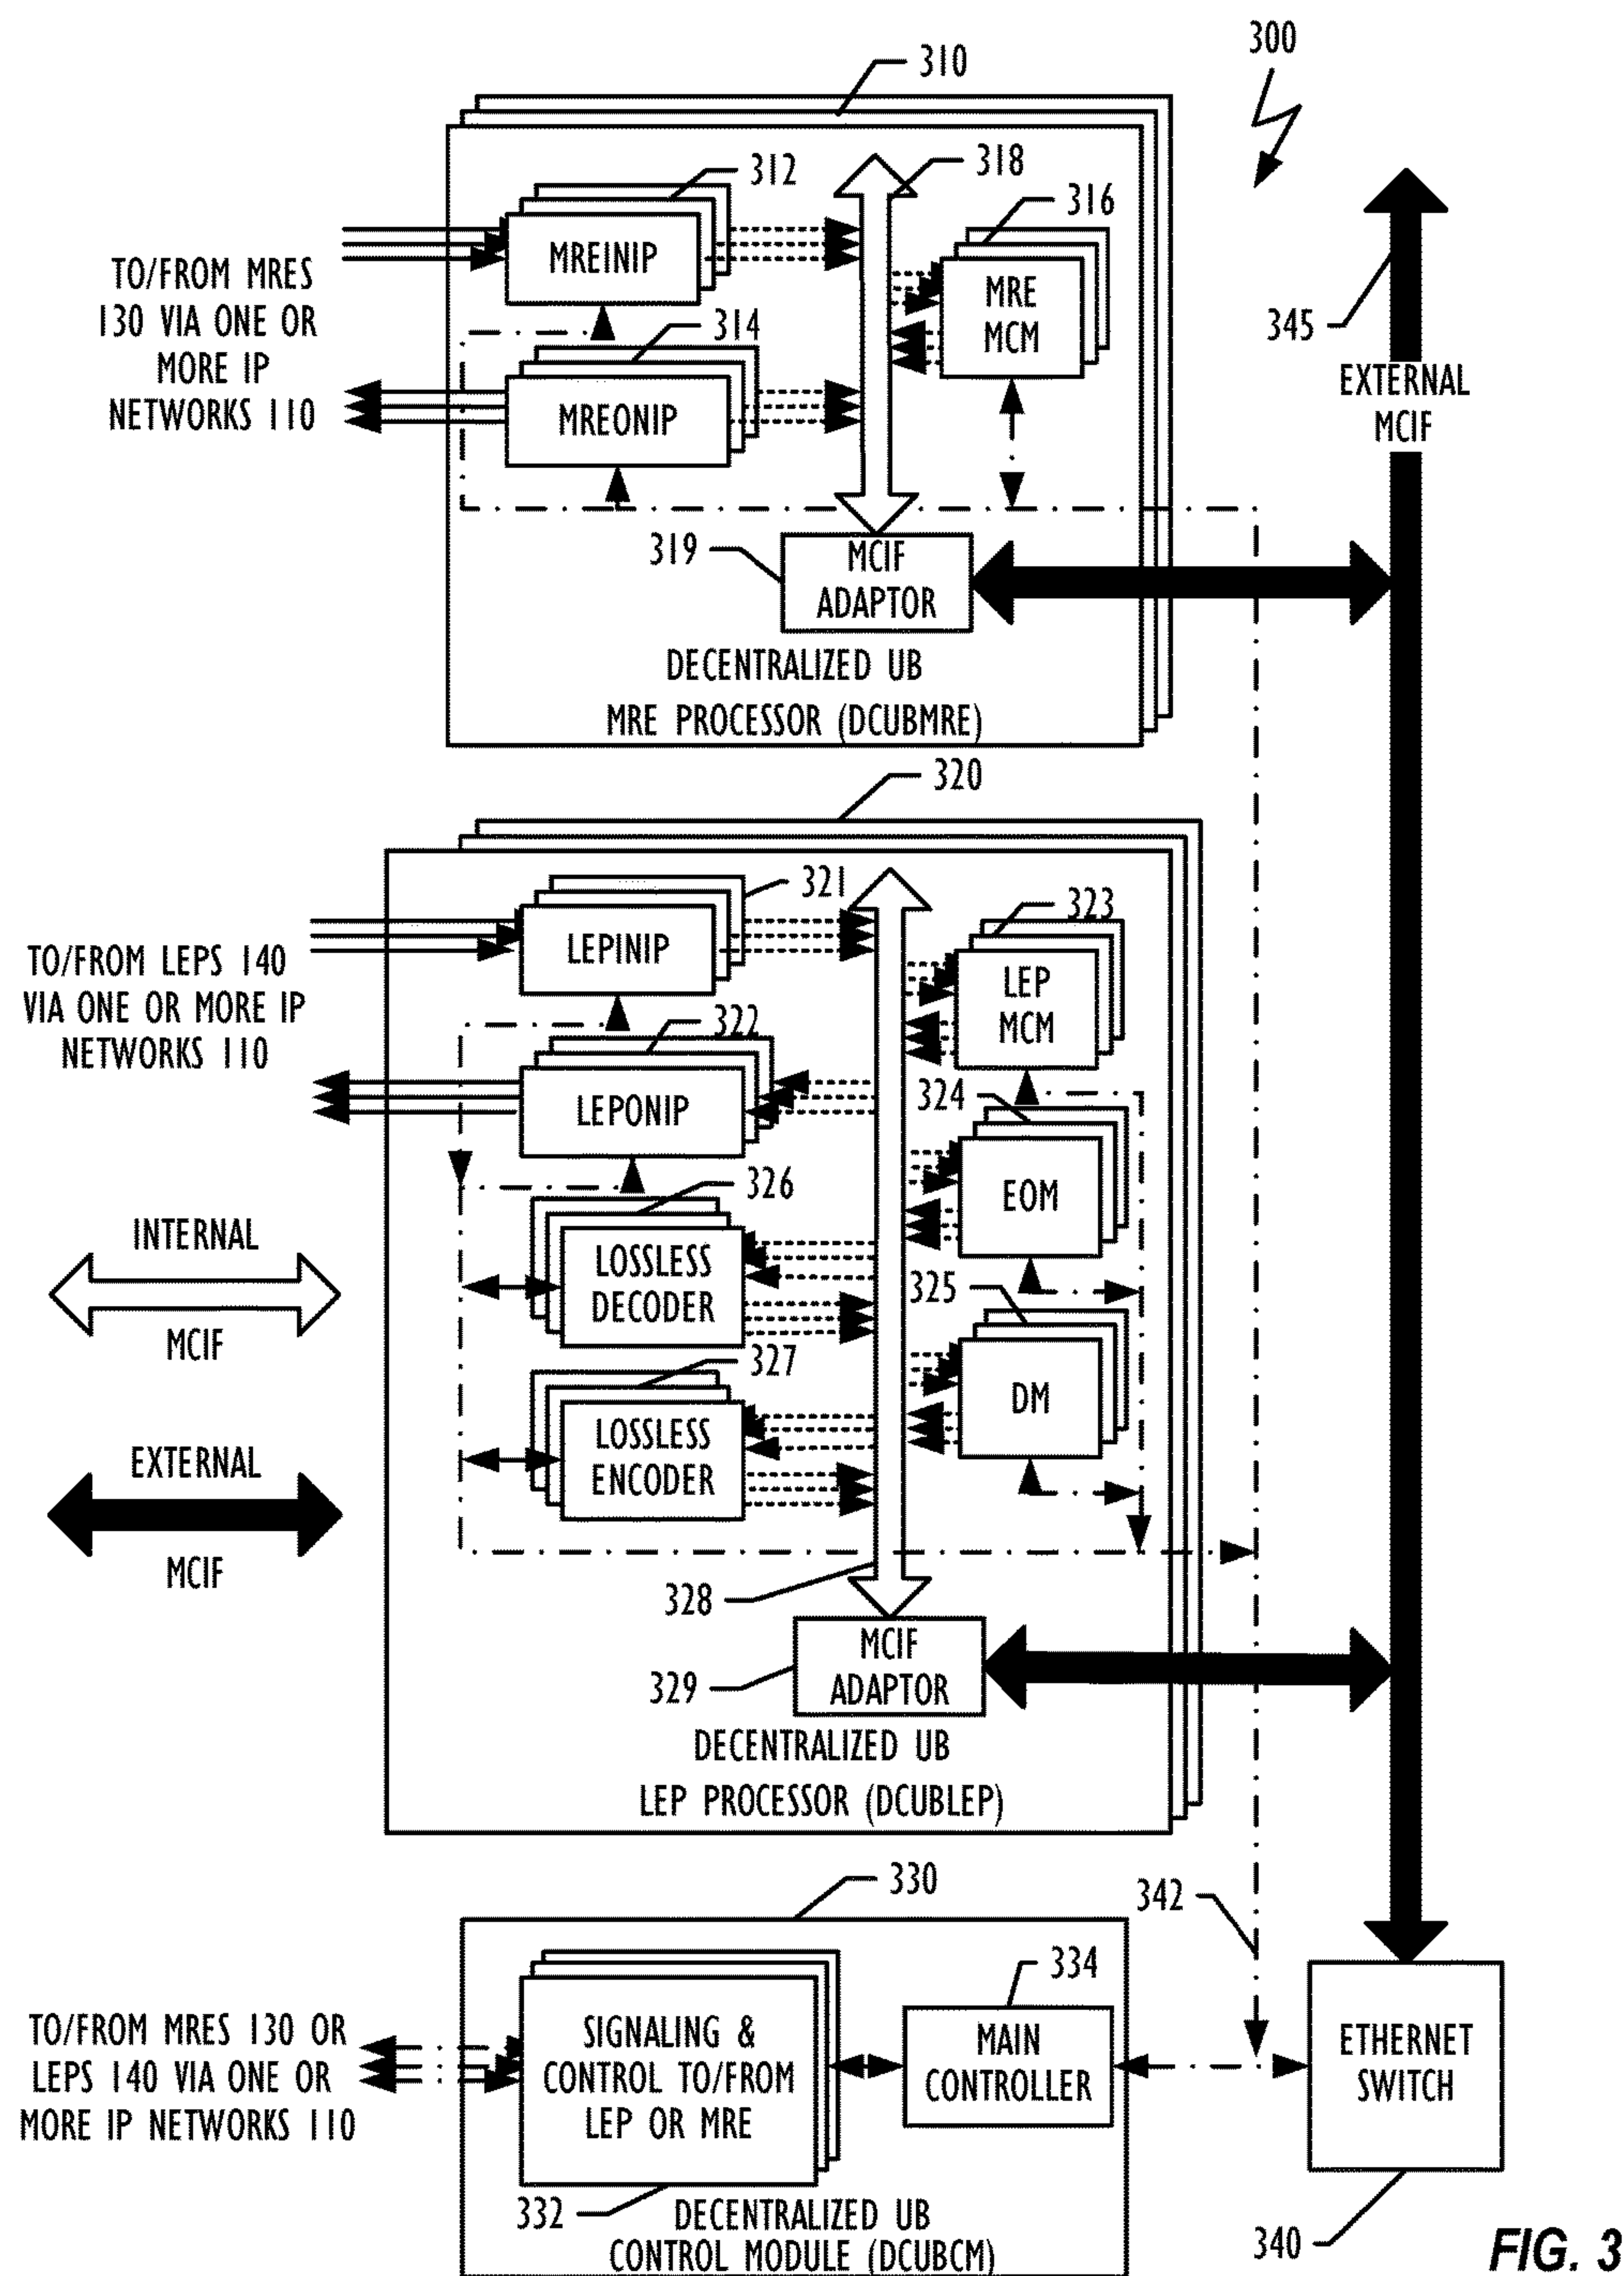 300
310
312
318
316
MREINIP
MRE
MCM
TO/FROM MRES
130 VIA ONE OR
MORE IP
NETWORKS 110
314
MREONIP
345
EXTERNAL
MCIF
319
MCIF
ADAPTOR
DECENTRALIZED UB
MRE PROCESSOR (DCUBMRE)
320
321
323
LEPINIP
TO/FROM LEPS 140
VIA ONE OR MORE IP
NETWORKS 110
LEP
MCM
322
LEPONIP
324
EOM
326
INTERNAL
MCIF
LOSSLESS
DECODER
325
DM
327
EXTERNAL
MCIF
LOSSLESS
ENCODER
328
329
MCIF
ADAPTOR
DECENTRALIZED UB
LEP PROCESSOR (DCUBLEP)
330
342
334
TO/FROM MRES 130 OR
LEPS 140 VIA ONE OR
MORE IP NETWORKS 110
SIGNALING &
CONTROL TO/FROM
LEP OR MRE
MAIN
CONTROLLER
ETHERNET
SWITCH
332
DECENTRALIZED UB
CONTROL MODULE (DCUBCM)
340
FIG. 3